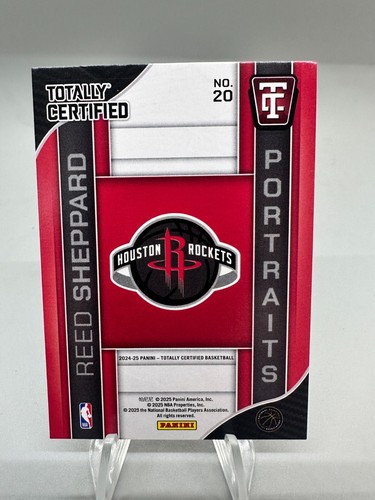 TOTALLY
CERTIFIED
NO.
20
TC
REED SHEPPARD
PORTRAITS
HOUSTON ROCKETS
2024-25 PANINI – TOTALLY CERTIFIED BASKETBALL
© 2025 Panini America, Inc.
© 2025 NBA Properties, Inc.
© 2025 the National Basketball Players Association.
All rights reserved.
PANINI